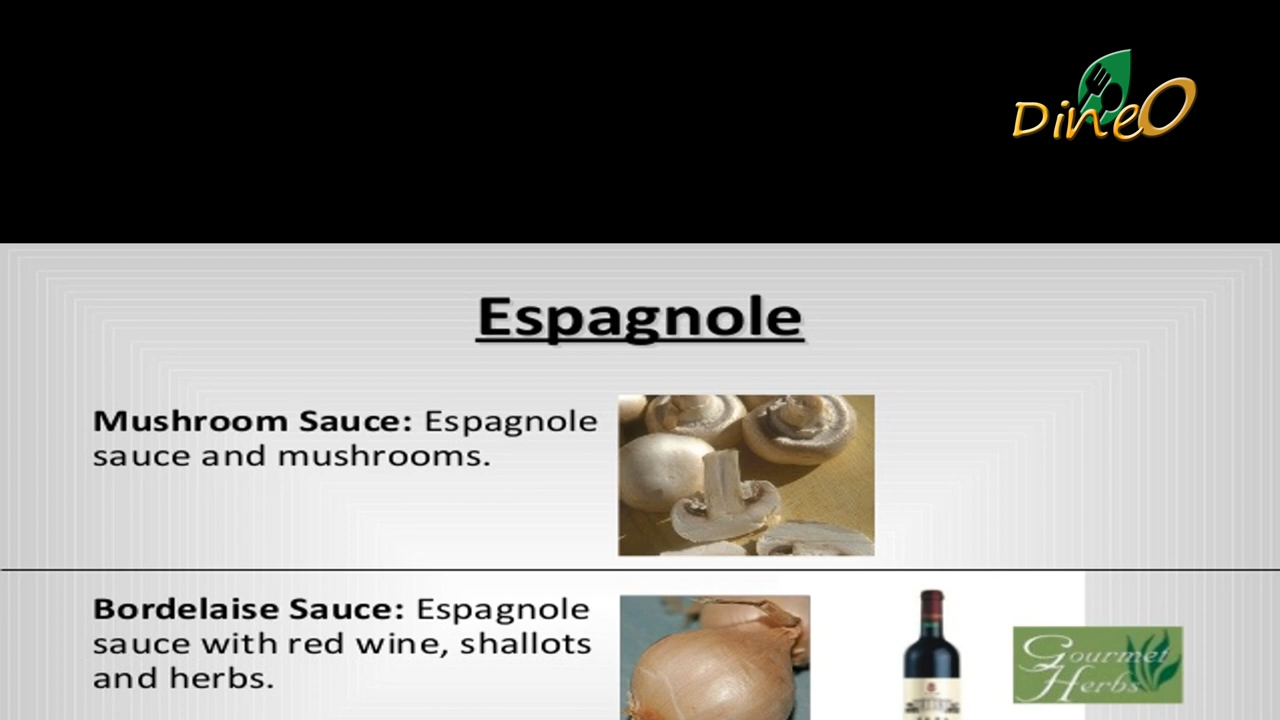 DineO
Espagnole
Mushroom Sauce: Espagnole
sauce and mushrooms.
Bordelaise Sauce: Espagnole
sauce with red wine, shallots
and herbs.
Gourmet
Herbs